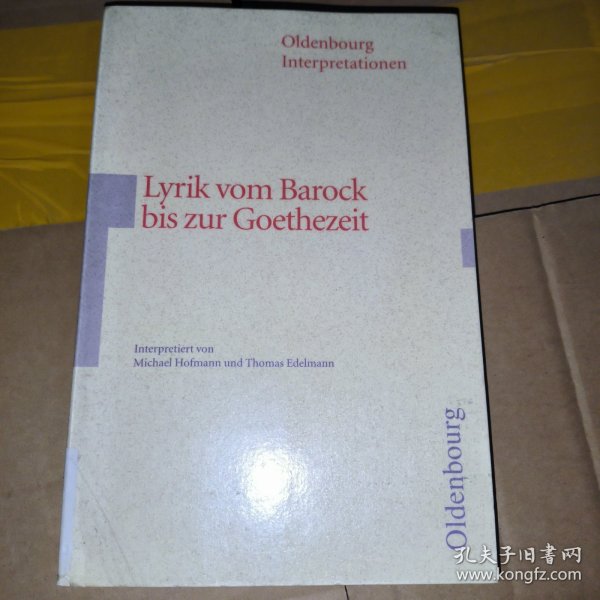 Oldenbourg
Interpretationen
Lyrik vom Barock
bis zur Goethezeit
Interpretiert von
Michael Hofmann und Thomas Edelmann
Oldenbourg
孔夫子旧书网
www.kongfz.com